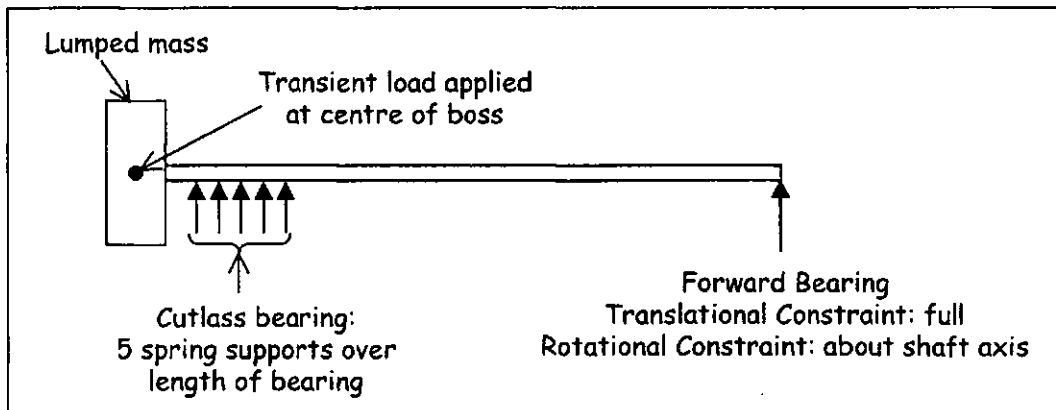 Lumped mass
Transient load applied
at centre of boss
Cutlass bearing:
5 spring supports over
length of bearing
Forward Bearing
Translational Constraint: full
Rotational Constraint: about shaft axis